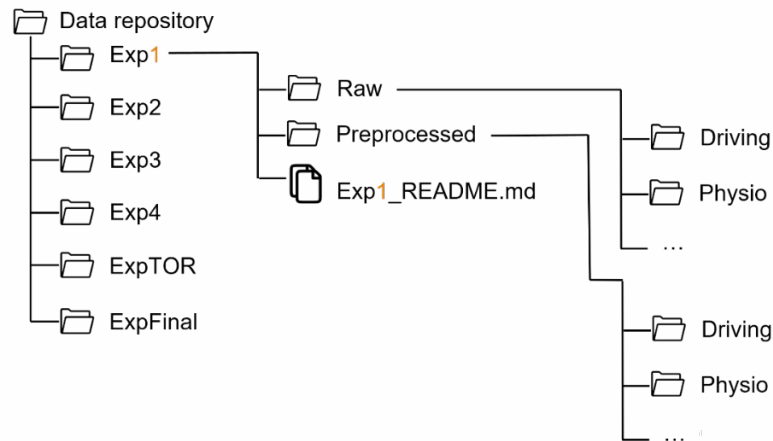 Data repository
Exp1
Exp2
Exp3
Exp4
ExpTOR
ExpFinal
Raw
Preprocessed
Exp1_README.md
Driving
Physio
...
Driving
Physio
...